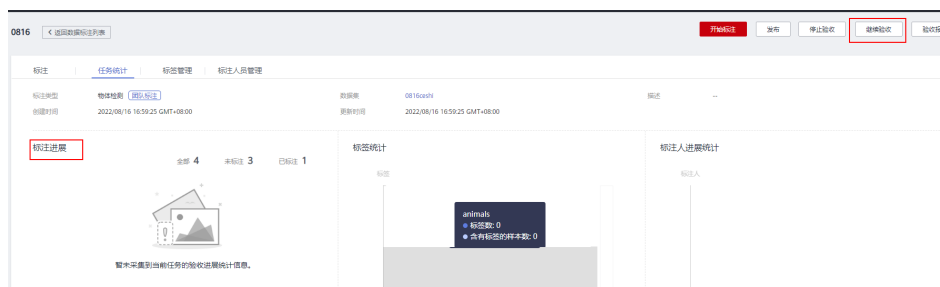 0816 < 返回数据标注列表 开始标注 发布 停止验收 继续验收
标注 任务统计 标签管理 标注人员管理
标注类型 物体检测 团队标注 数据集 0816ceshi 描述 --
创建时间 2022/08/16 16:59:25 GMT+08:00 更新时间 2022/08/16 16:59:25 GMT+08:00
标注进展 标签统计 标注人进展统计
全部 4 未标注 3 已标注 1
标签 标注人
animals
标签数: 0
含有标签的样本数: 0
暂未采集到当前任务的验收进展统计信息。